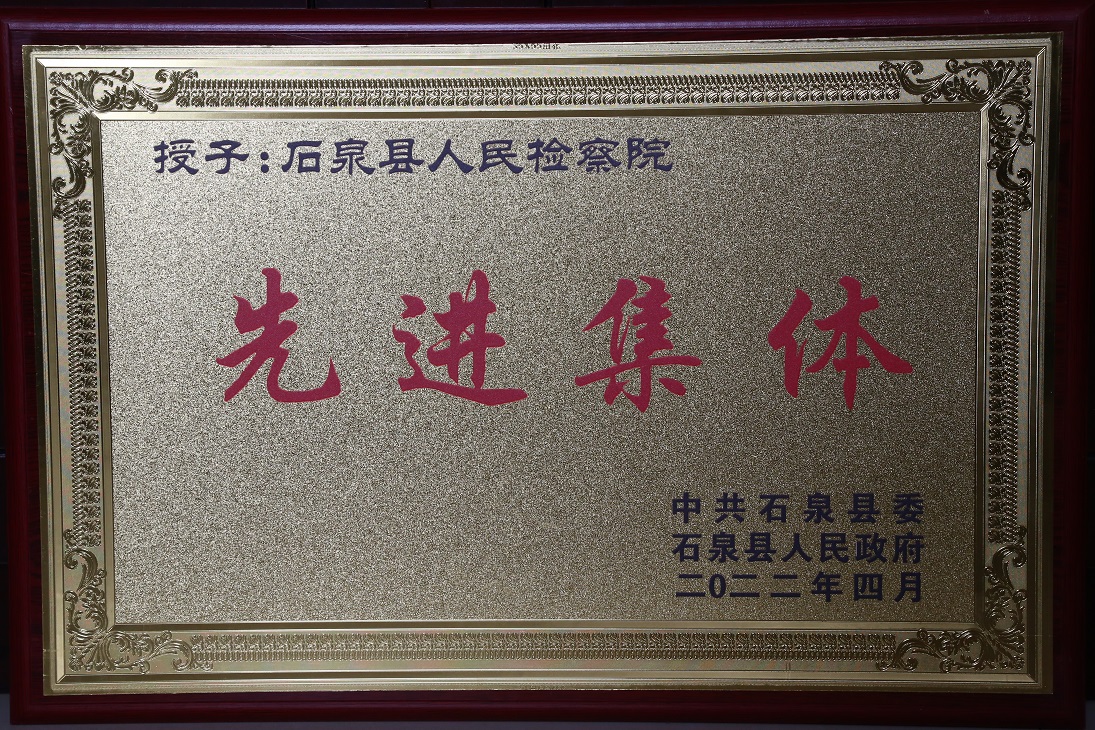 授予:石泉县人民检察院
先进集体
中共石泉县委
石泉县人民政府
二0二二年四月